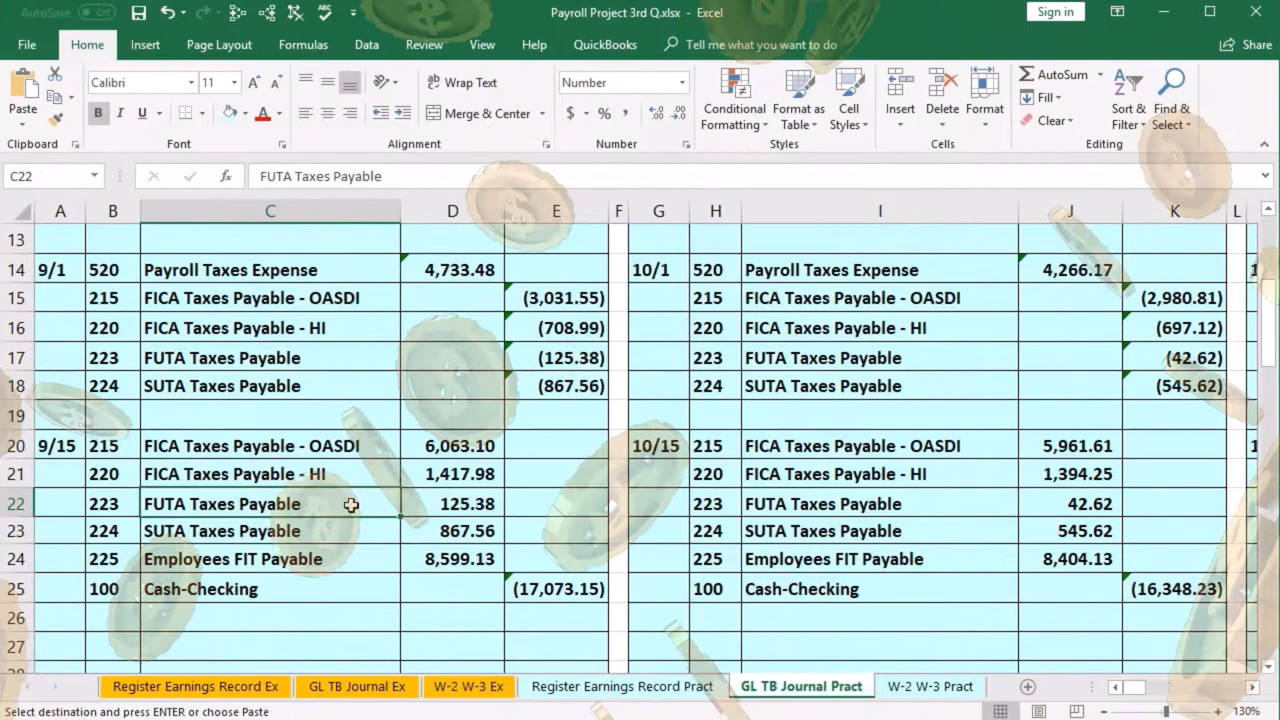 AutoSave Off Payroll Project 3rd Q.xlsx - Excel Sign in
File Home Insert Page Layout Formulas Data Review View Help QuickBooks Tell me what you want to do Share
Paste Calibri 11 Wrap Text Number Conditional Formatting Format as Table Cell Styles Insert Delete Format AutoSum Sort & Filter Find & Select
B I U Merge & Center $ % , Fill
Clear
Clipboard Font Alignment Number Styles Cells Editing
C22 fx FUTA Taxes Payable
A B C D E F G H I J K L
13
14 9/1 520 Payroll Taxes Expense 4,733.48 10/1 520 Payroll Taxes Expense 4,266.17 1
15 215 FICA Taxes Payable - OASDI (3,031.55) 215 FICA Taxes Payable - OASDI (2,980.81)
16 220 FICA Taxes Payable - HI (708.99) 220 FICA Taxes Payable - HI (697.12)
17 223 FUTA Taxes Payable (125.38) 223 FUTA Taxes Payable (42.62)
18 224 SUTA Taxes Payable (867.56) 224 SUTA Taxes Payable (545.62)
19
20 9/15 215 FICA Taxes Payable - OASDI 6,063.10 10/15 215 FICA Taxes Payable - OASDI 5,961.61 1
21 220 FICA Taxes Payable - HI 1,417.98 220 FICA Taxes Payable - HI 1,394.25
22 223 FUTA Taxes Payable 125.38 223 FUTA Taxes Payable 42.62
23 224 SUTA Taxes Payable 867.56 224 SUTA Taxes Payable 545.62
24 225 Employees FIT Payable 8,599.13 225 Employees FIT Payable 8,404.13
25 100 Cash-Checking (17,073.15) 100 Cash-Checking (16,348.23)
26
27
Register Earnings Record Ex GL TB Journal Ex W-2 W-3 Ex Register Earnings Record Pract GL TB Journal Pract W-2 W-3 Pract
Select destination and press ENTER or choose Paste 130%